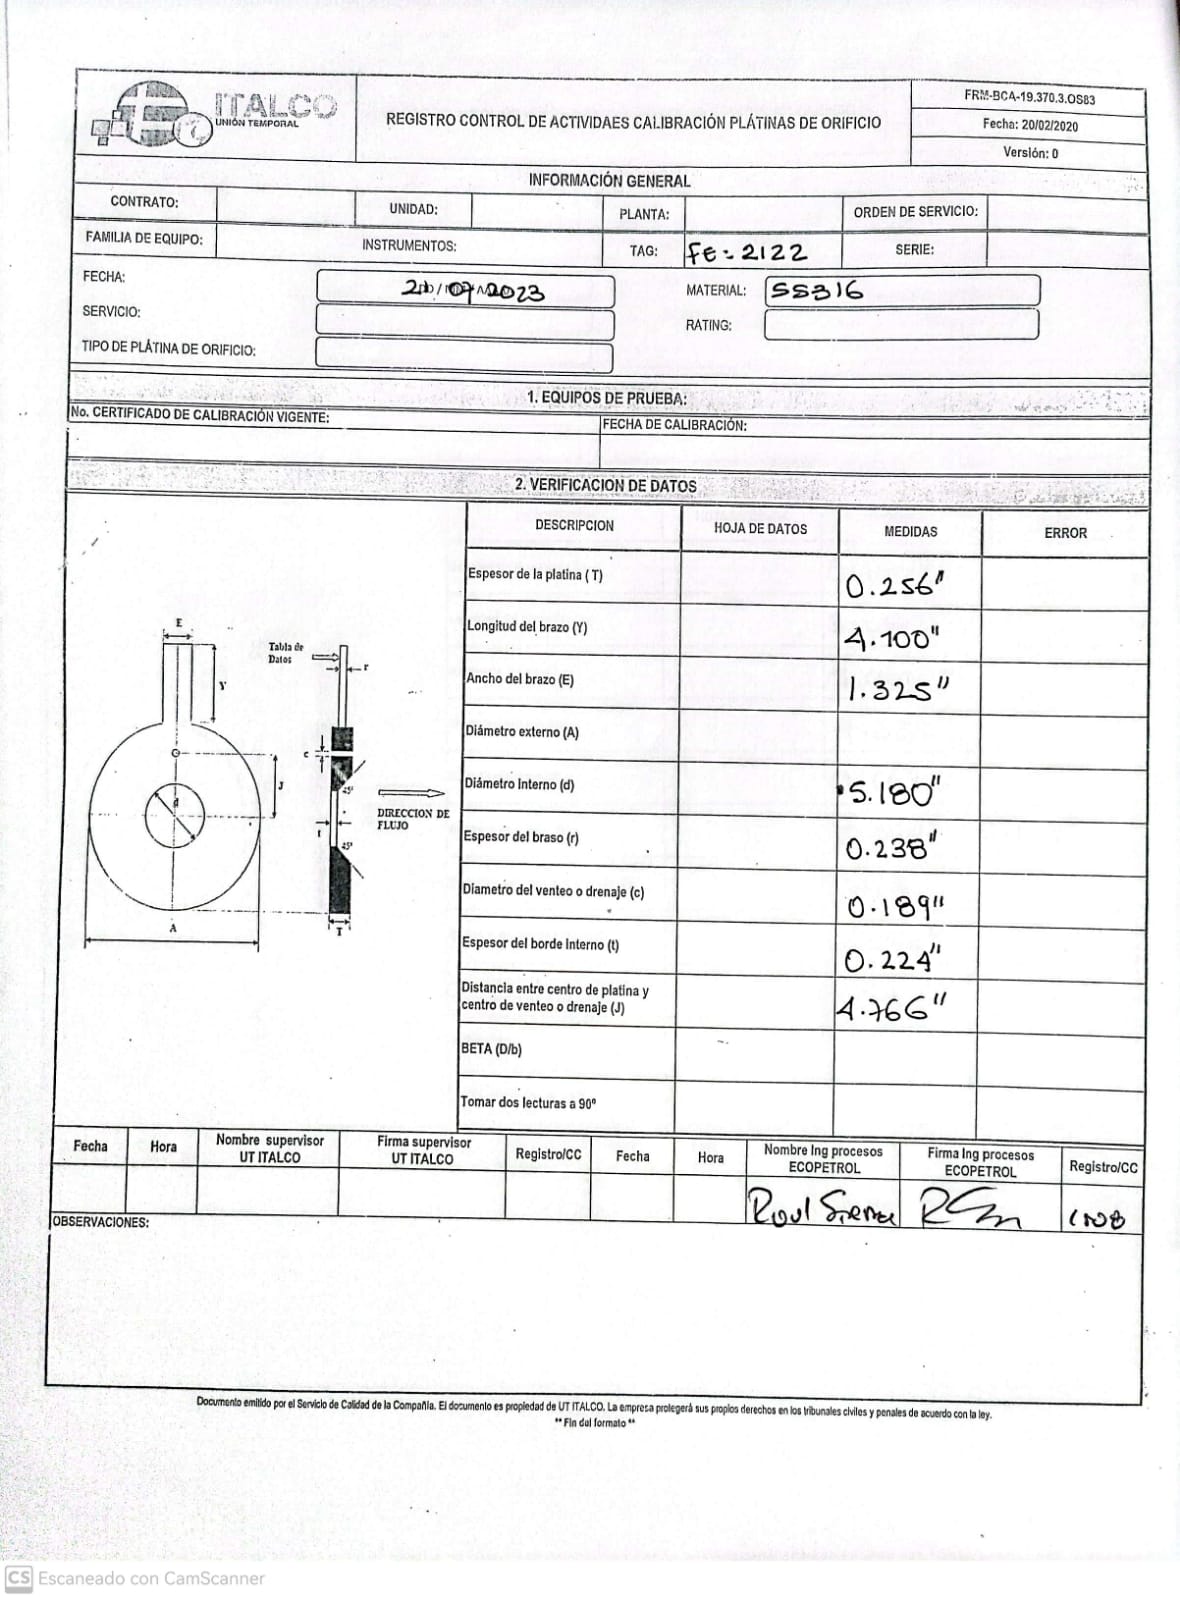 ITALCO
UNIÓN TEMPORAL
REGISTRO CONTROL DE ACTIVIDAES CALIBRACIÓN PLÁTINAS DE ORIFICIO
FRM-BCA-19.370.3.OS83
Fecha: 20/02/2020
Versión: 0
INFORMACIÓN GENERAL
CONTRATO: UNIDAD: PLANTA: ORDEN DE SERVICIO:
FAMILIA DE EQUIPO: INSTRUMENTOS: TAG: FE-2122 SERIE:
FECHA: 07 2023 MATERIAL: SS316
SERVICIO: RATING:
TIPO DE PLÁTINA DE ORIFICIO:
1. EQUIPOS DE PRUEBA:
No. CERTIFICADO DE CALIBRACIÓN VIGENTE: FECHA DE CALIBRACIÓN:
2. VERIFICACION DE DATOS
DESCRIPCION HOJA DE DATOS MEDIDAS ERROR
Espesor de la platina (T) 0.256"
Longitud del brazo (Y) 4.100"
Ancho del brazo (E) 1.325"
Diámetro externo (A)
Diámetro Interno (d) 5.180"
Espesor del braso (r) 0.238"
Diametro del venteo o drenaje (c) 0.189"
Espesor del borde Interno (t) 0.224"
Distancia entre centro de platina y
centro de venteo o drenaje (J) 4.766"
BETA (D/b)
Tomar dos lecturas a 90º
E
Y
J
d
A
Tabla de
Datos
r
c
45º
DIRECCION DE
FLUJO
t
45º
T
Fecha Hora Nombre supervisor UT ITALCO Firma supervisor UT ITALCO Registro/CC Fecha Hora Nombre Ing procesos ECOPETROL Firma Ing procesos ECOPETROL Registro/CC
Raul Sierra
OBSERVACIONES:
Documento emitido por el Servicio de Calidad de la Compañía. El documento es propiedad de UT ITALCO. La empresa protegerá sus propios derechos en los tribunales civiles y penales de acuerdo con la ley.
** Fin del formato **
CS Escaneado con CamScanner